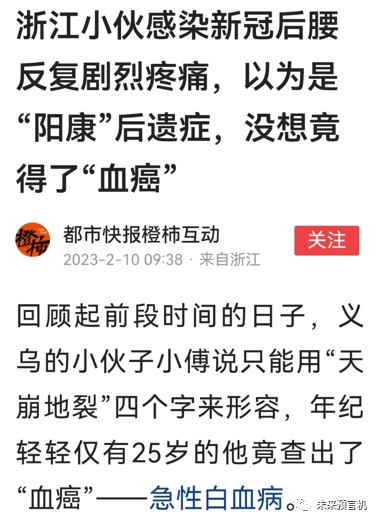 浙江小伙感染新冠后腰
反复剧烈疼痛，以为是
“阳康”后遗症，没想竟
得了“血癌”
都市快报橙柿互动
关注
2023-2-10 09:38 · 来自浙江
回顾起前段时间的日子，义
乌的小伙子小傅说只能用“天
崩地裂”四个字来形容，年纪
轻轻仅有25岁的他竟查出了
“血癌”——急性白血病。
未来预言机